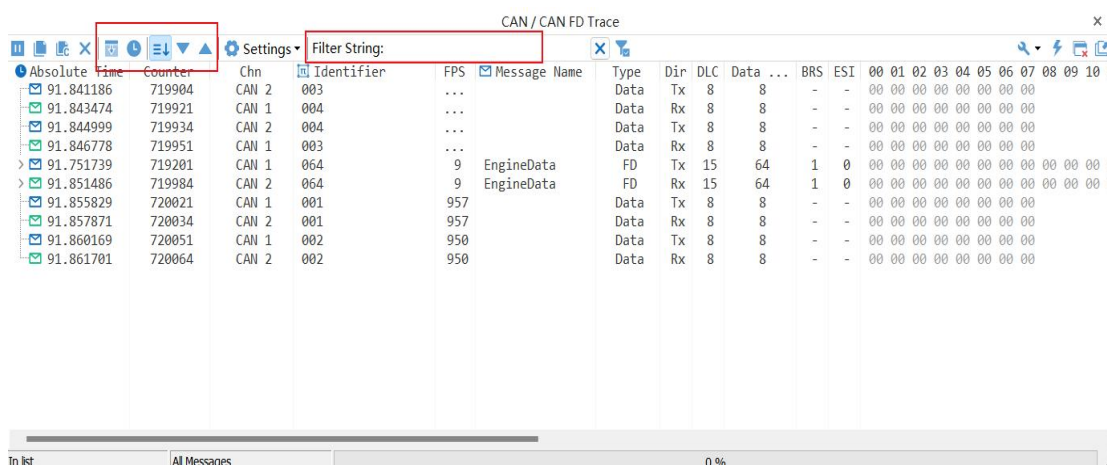 CAN / CAN FD Trace
Settings Filter String:
Absolute Time Counter Chn Identifier FPS Message Name Type Dir DLC Data ... BRS ESI 00 01 02 03 04 05 06 07 08 09 10
91.841186 719904 CAN 2 003 ... Data Tx 8 8 - - 00 00 00 00 00 00 00 00
91.843474 719921 CAN 1 004 ... Data Rx 8 8 - - 00 00 00 00 00 00 00 00
91.844999 719934 CAN 2 004 ... Data Tx 8 8 - - 00 00 00 00 00 00 00 00
91.846778 719951 CAN 1 003 ... Data Rx 8 8 - - 00 00 00 00 00 00 00 00
91.751739 719201 CAN 1 064 9 EngineData FD Tx 15 64 1 0 00 00 00 00 00 00 00 00 00 00 00
91.851486 719984 CAN 2 064 9 EngineData FD Rx 15 64 1 0 00 00 00 00 00 00 00 00 00 00 00
91.855829 720021 CAN 1 001 957 Data Tx 8 8 - - 00 00 00 00 00 00 00 00
91.857871 720034 CAN 2 001 957 Data Rx 8 8 - - 00 00 00 00 00 00 00 00
91.860169 720051 CAN 1 002 950 Data Tx 8 8 - - 00 00 00 00 00 00 00 00
91.861701 720064 CAN 2 002 950 Data Rx 8 8 - - 00 00 00 00 00 00 00 00
In list All Messages 0 %